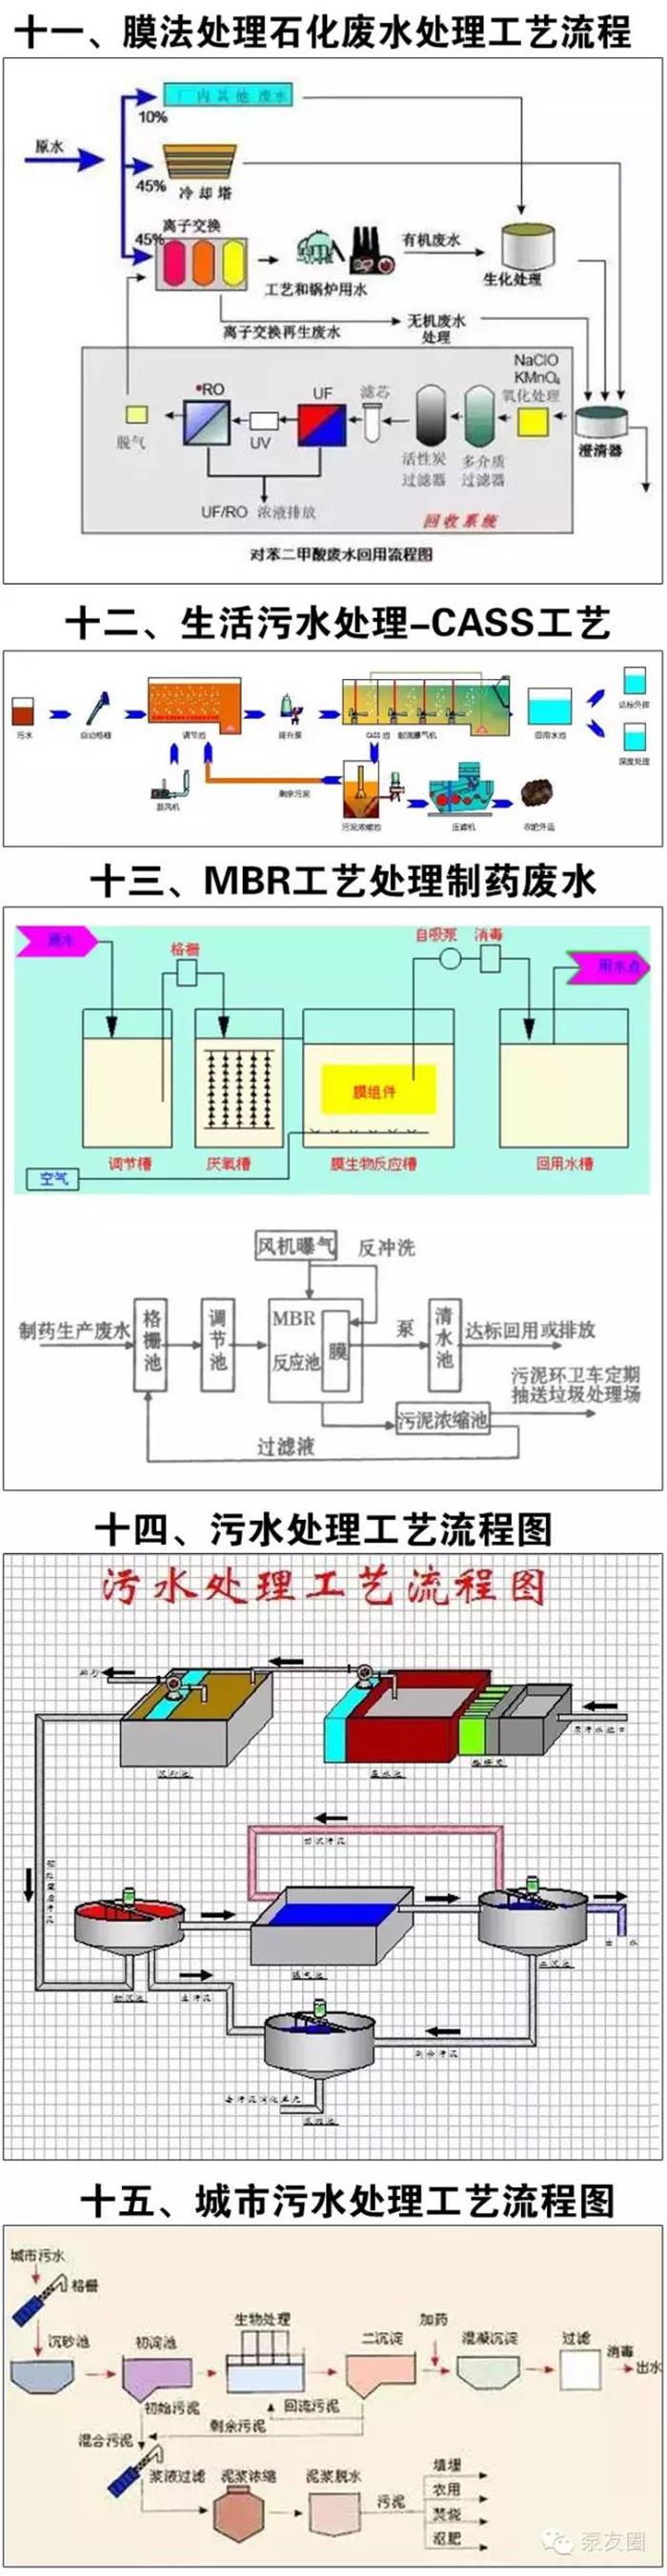 十一、膜法处理石化废水处理工艺流程
厂内其他 废水
10%
原水
45%
冷却塔
离子交换
45%
工艺和锅炉用水
有机废水
生化处理
离子交换再生废水
无机废水
处理
NaClO
KMnO₄
氧化处理
滤芯
UF
•RO
UV
脱气
活性炭
过滤器
多介质
过滤器
澄清器
UF/RO 浓液排放
回收系统
对苯二甲酸废水回用流程图
十二、生活污水处理-CASS工艺
污水
自动格栅
调节池
提升泵
CASS池
射流曝气机
回用水池
达标外排
深度处理
鼓风机
剩余污泥
污泥浓缩池
压滤机
农肥外运
十三、MBR工艺处理制药废水
原水
格栅
自吸泵 消毒
用水点
膜组件
调节槽
厌氧槽
膜生物反应槽
回用水槽
空气
风机曝气
反冲洗
制药生产废水
格栅池
调节池
MBR
反应池
膜
泵
清水池
达标回用或排放
污泥环卫车定期
抽送垃圾处理场
污泥浓缩池
过滤液
十四、污水处理工艺流程图
污水处理工艺流程图
十五、城市污水处理工艺流程图
城市污水
格栅
沉砂池
初淀池
生物处理
二沉淀
加药
混凝沉淀
过滤
消毒
出水
初始污泥
回流污泥
剩余污泥
混合污泥
浆液过滤
泥浆浓缩
泥浆脱水
污泥
填埋
农用
焚烧
沤肥
泵友圈